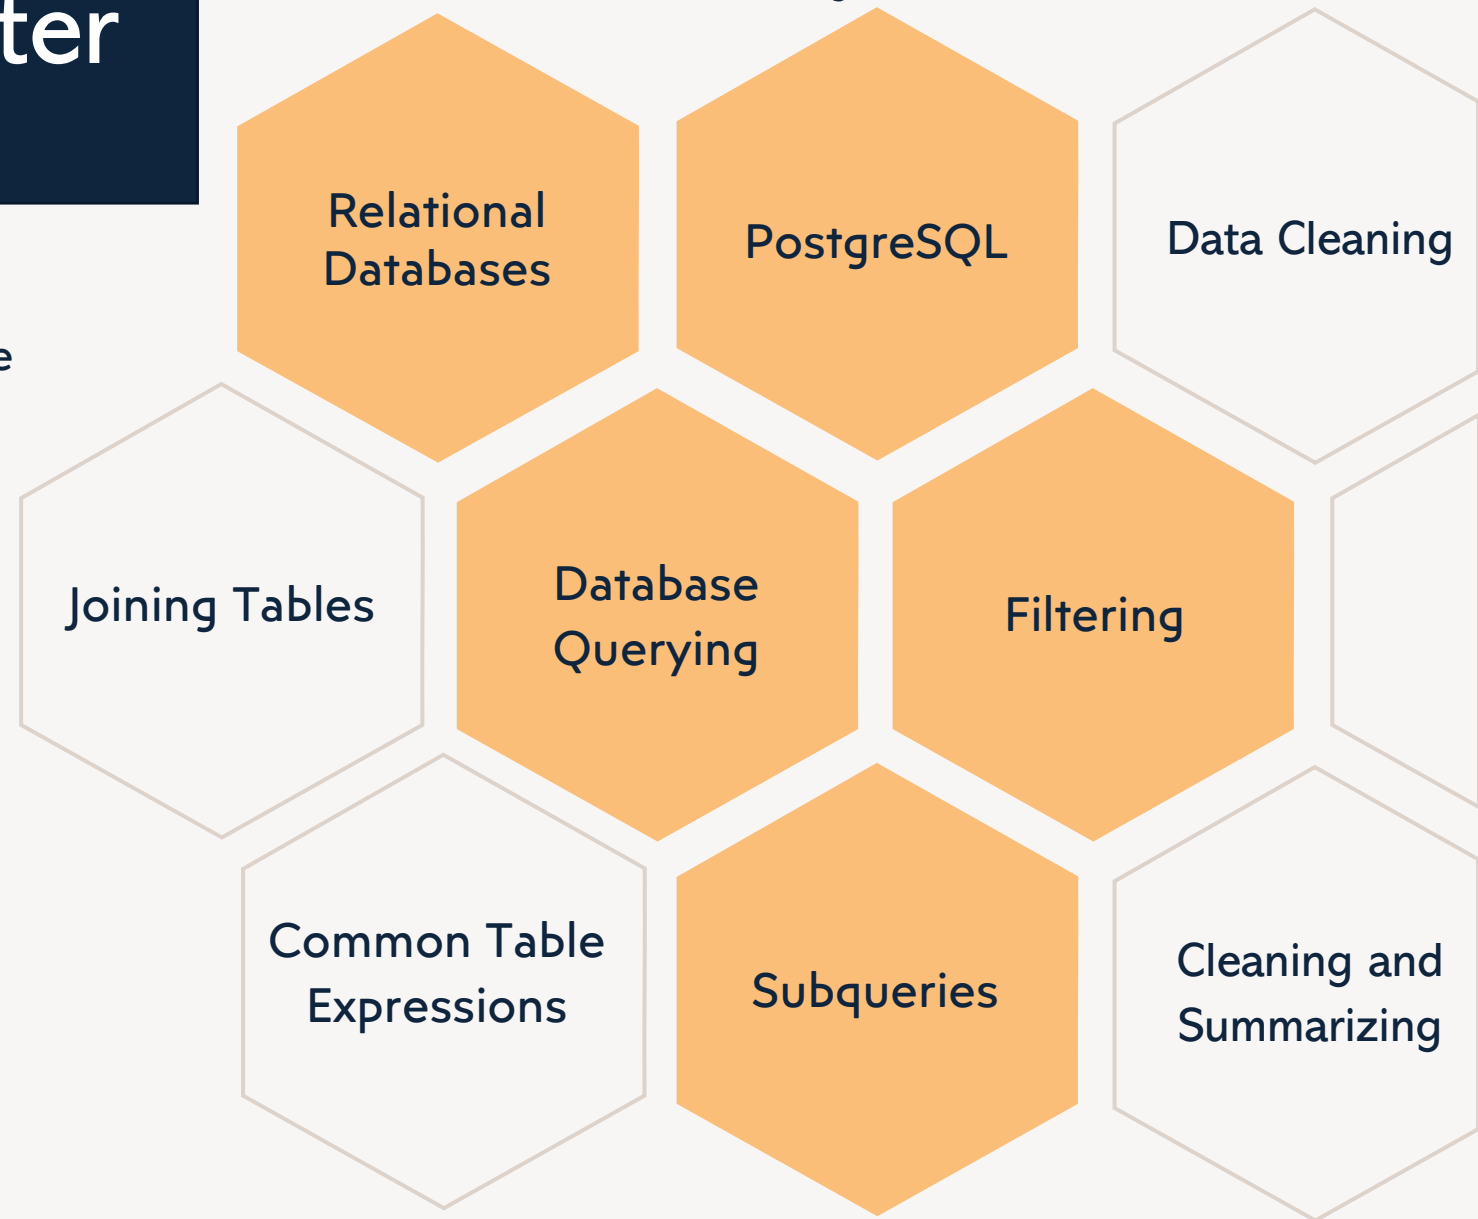 ter
Relational
Databases
PostgreSQL
Data Cleaning
e
Joining Tables
Database
Querying
Filtering
Common Table
Expressions
Subqueries
Cleaning and
Summarizing